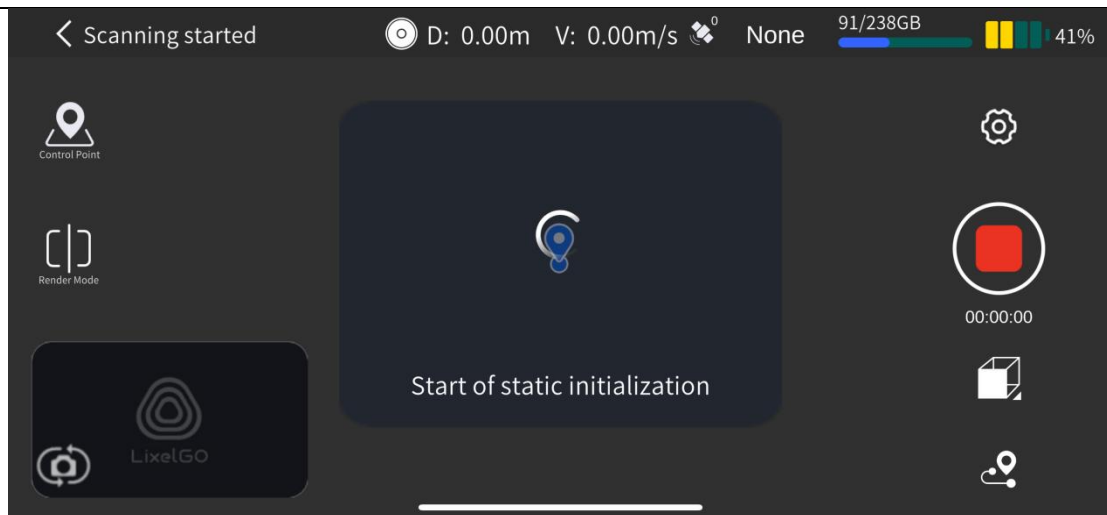 Scanning started
D: 0.00m V: 0.00m/s 0 None
91/238GB
41%
Control Point
Render Mode
Start of static initialization
00:00:00
LixelGO